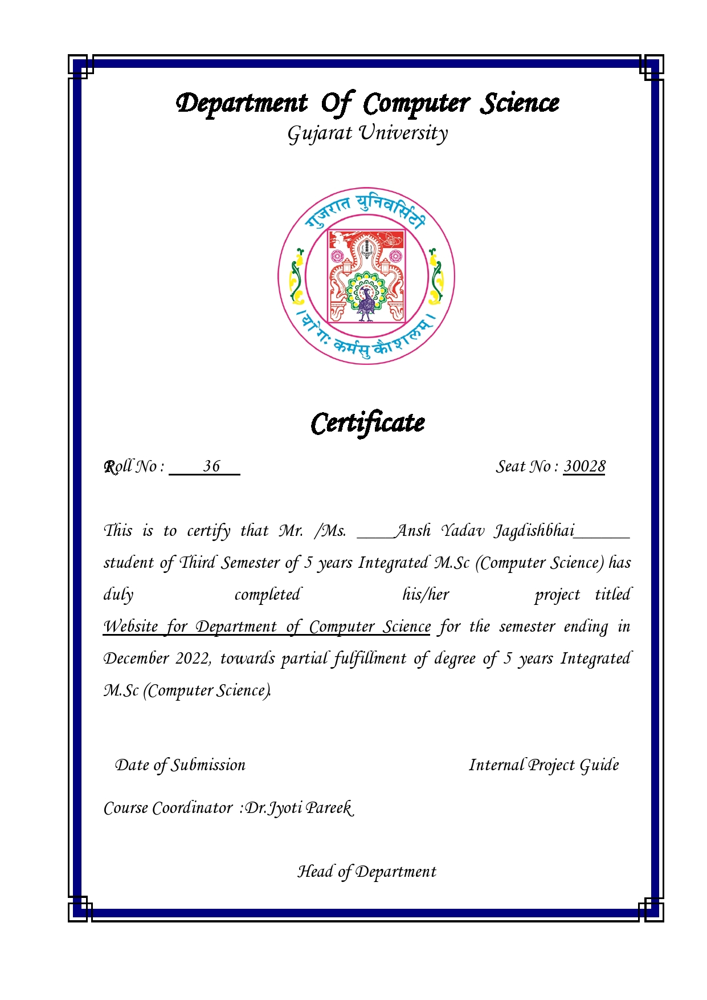 Department Of Computer Science
Gujarat University
गुजरात युनिवर्सिटी
। योगः कर्मसु कौशलम् ।
Certificate
Roll No : 36 Seat No : 30028
This is to certify that Mr. /Ms. ____Ansh Yadav Jagdishbhai______
student of Third Semester of 5 years Integrated M.Sc (Computer Science) has
duly completed his/her project titled
Website for Department of Computer Science for the semester ending in
December 2022, towards partial fulfillment of degree of 5 years Integrated
M.Sc (Computer Science).
Date of Submission Internal Project Guide
Course Coordinator :Dr.Jyoti Pareek
Head of Department